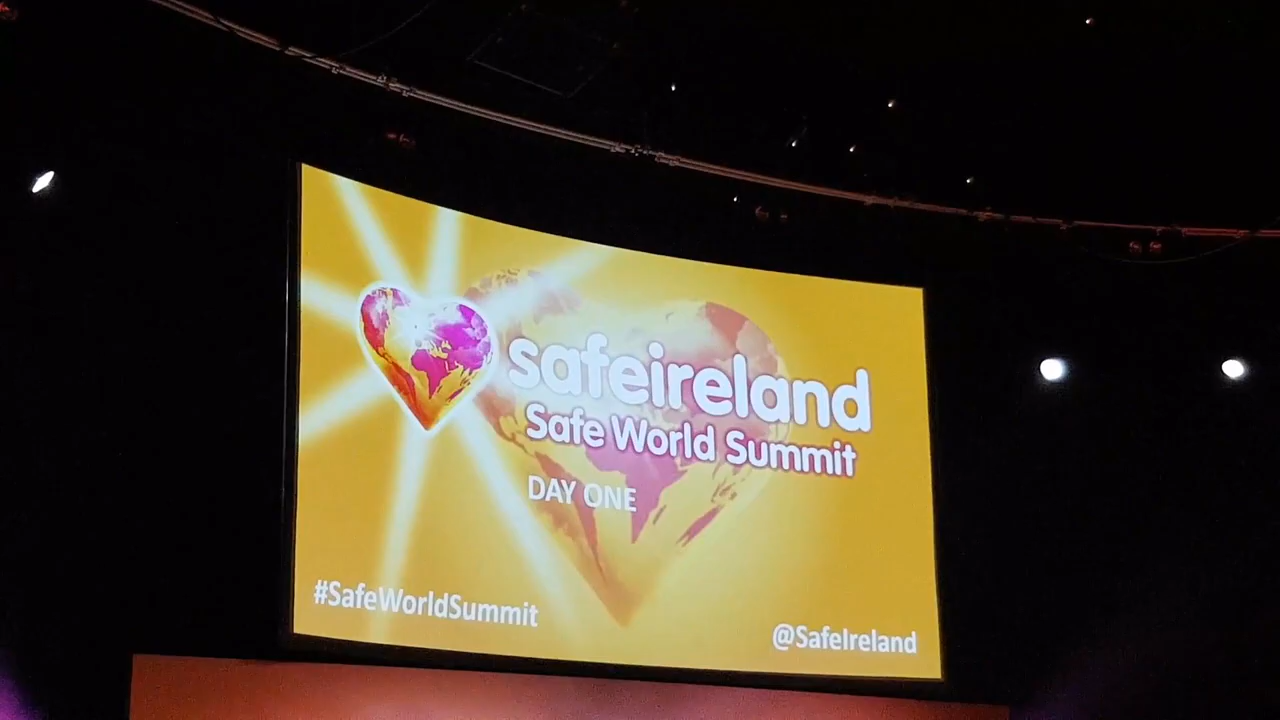 safeireland
Safe World Summit
DAY ONE
#SafeWorldSummit
@SafeIreland